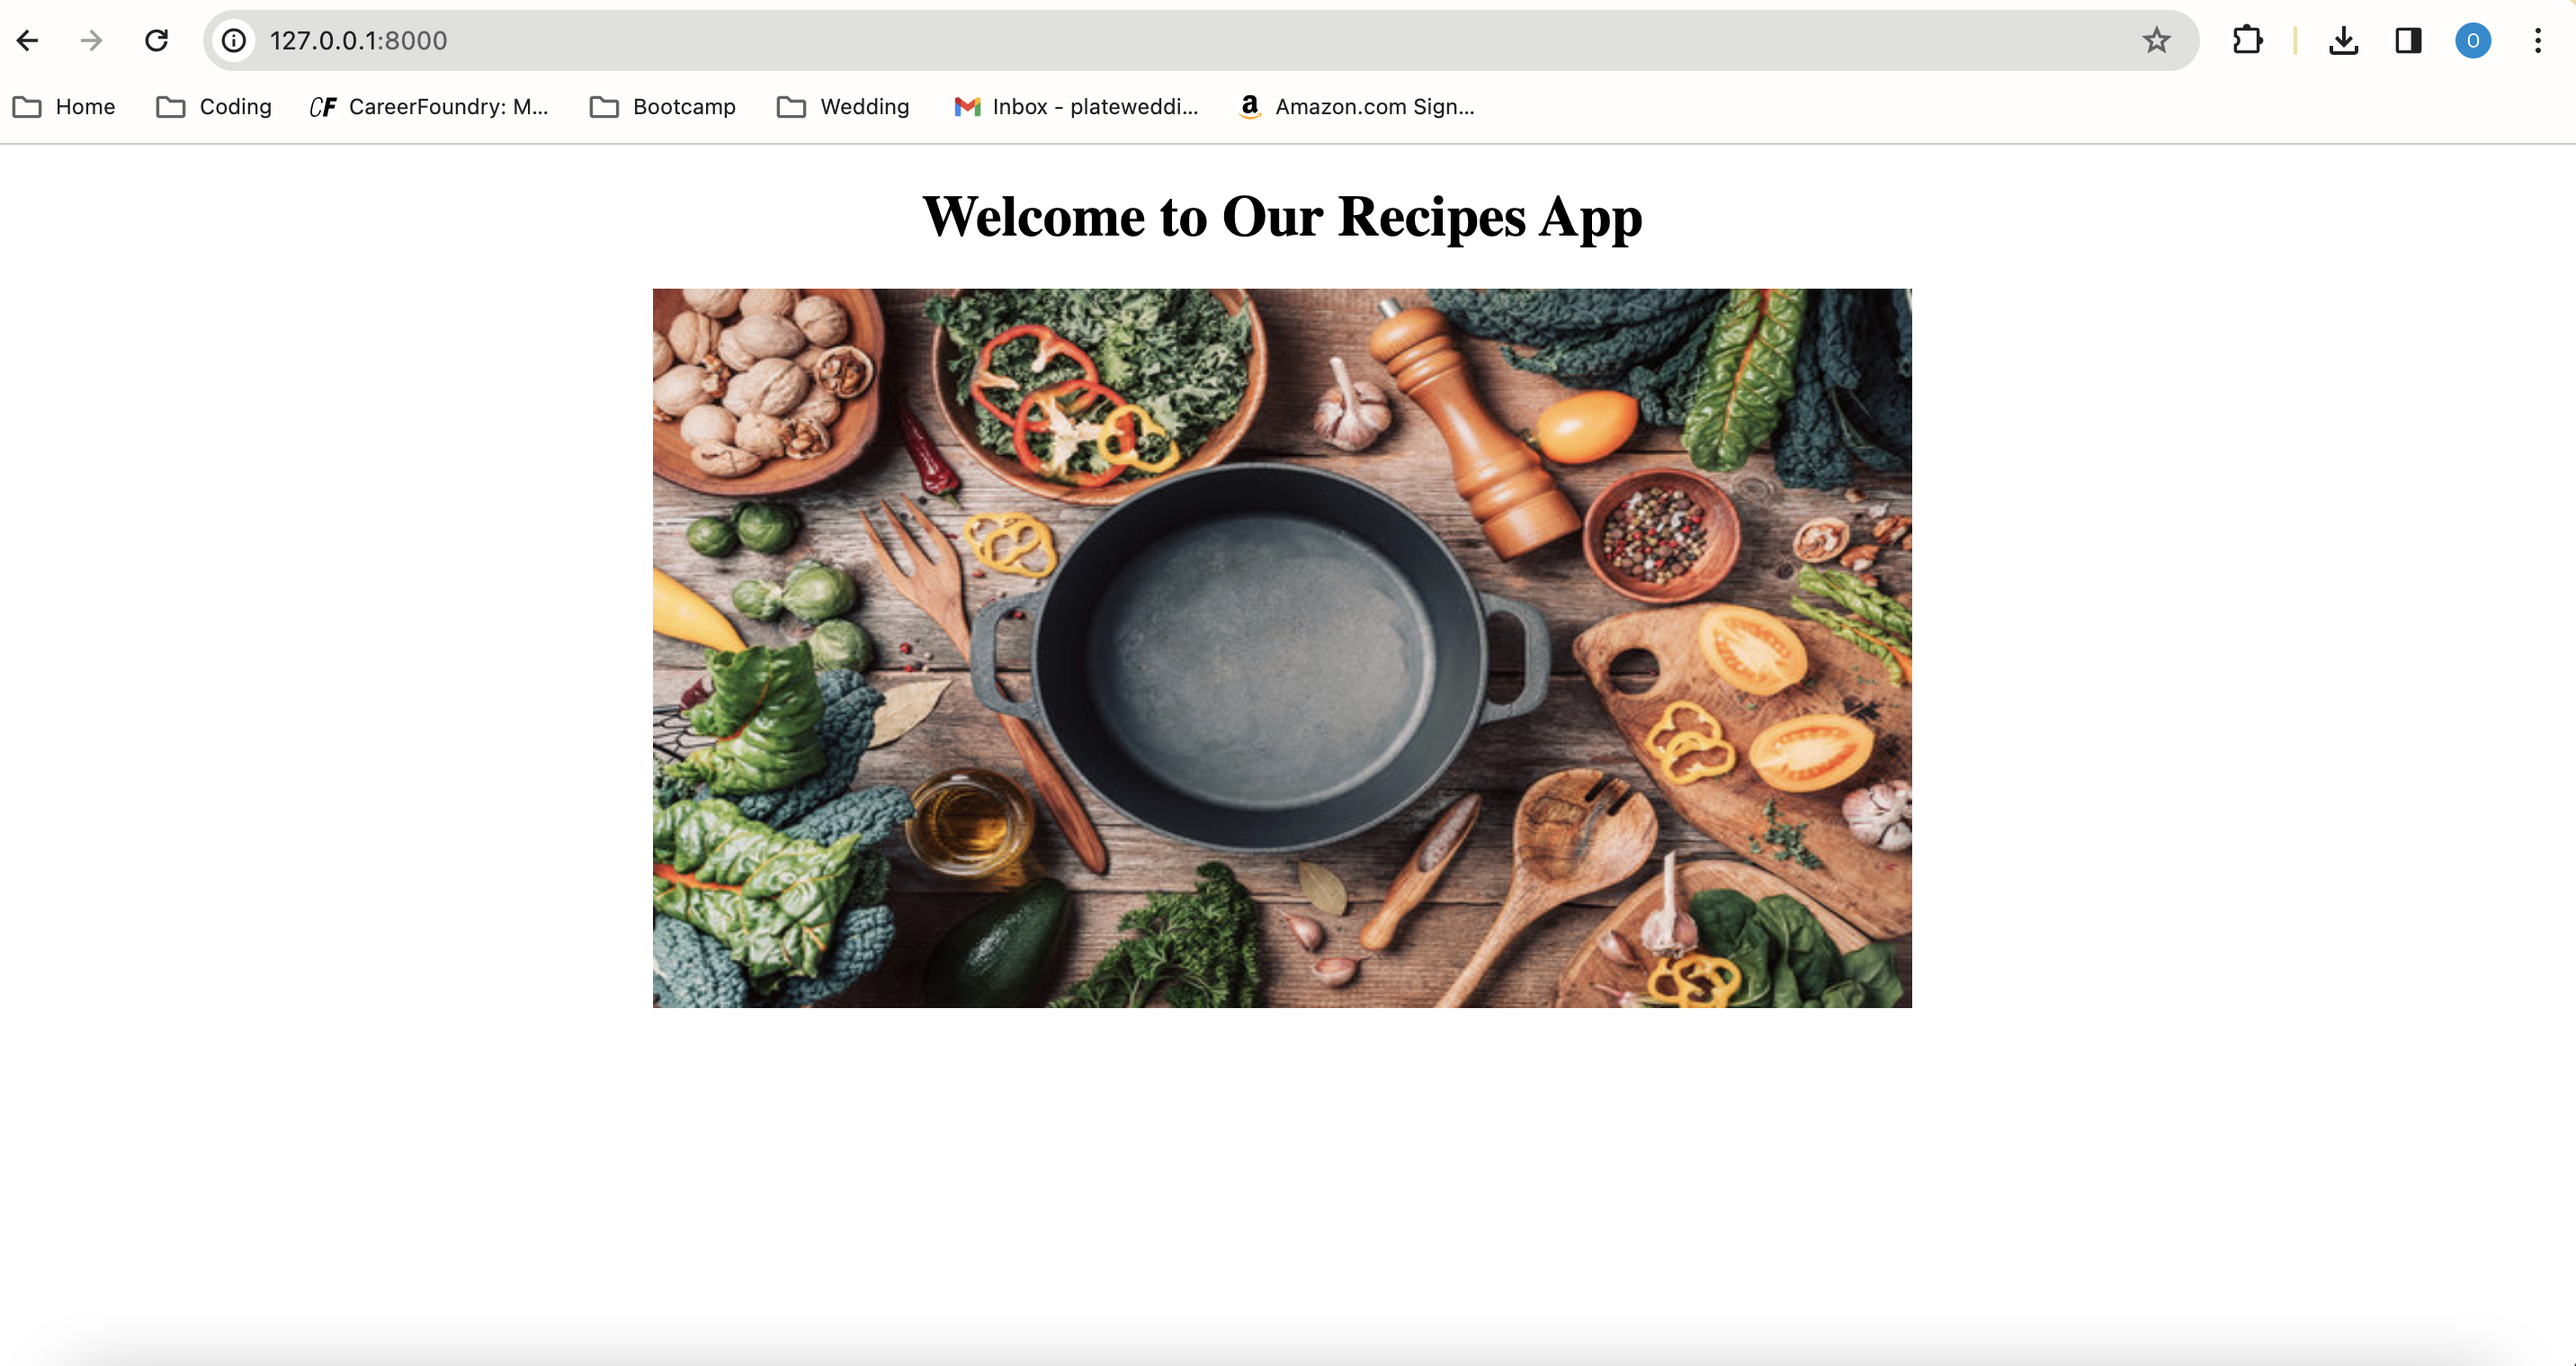 127.0.0.1:8000
O
Home Coding CF CareerFoundry: M... Bootcamp Wedding Inbox - plateweddi... a Amazon.com Sign...
Welcome to Our Recipes App